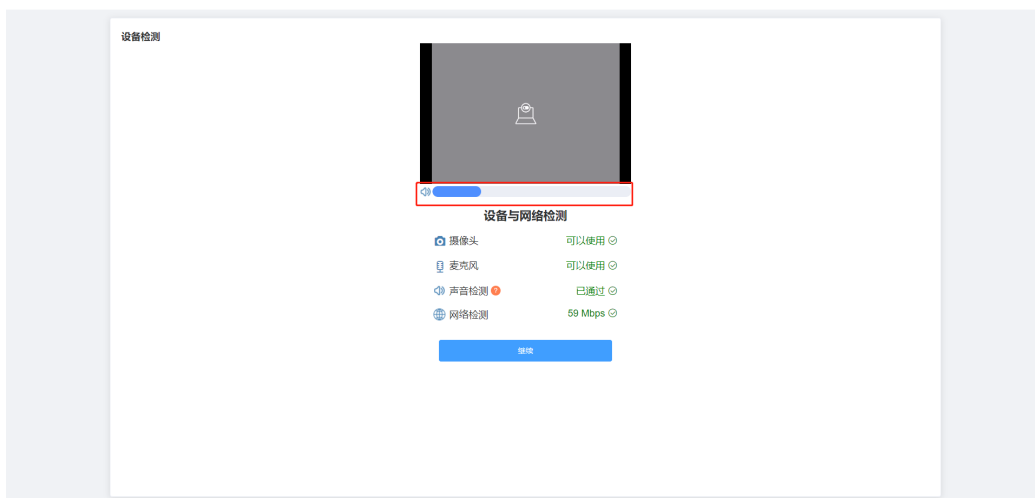 设备检测
设备与网络检测
摄像头 可以使用
麦克风 可以使用
声音检测 ? 已通过
网络检测 59 Mbps
继续